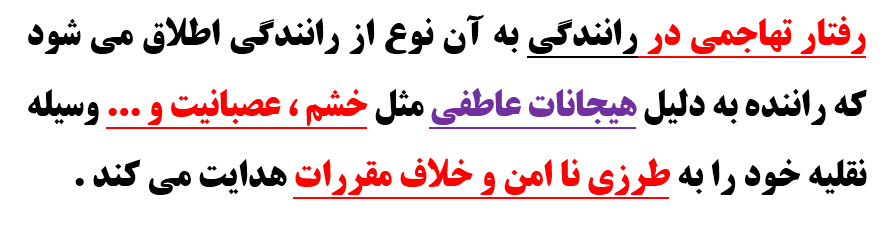 رفتار تهاجمی در رانندگی به آن نوع از رانندگی اطلاق می شود
که راننده به دلیل هیجانات عاطفی مثل خشم ، عصبانیت و ... وسیله
نقلیه خود را به طرزی نا امن و خلاف مقررات هدایت می کند .